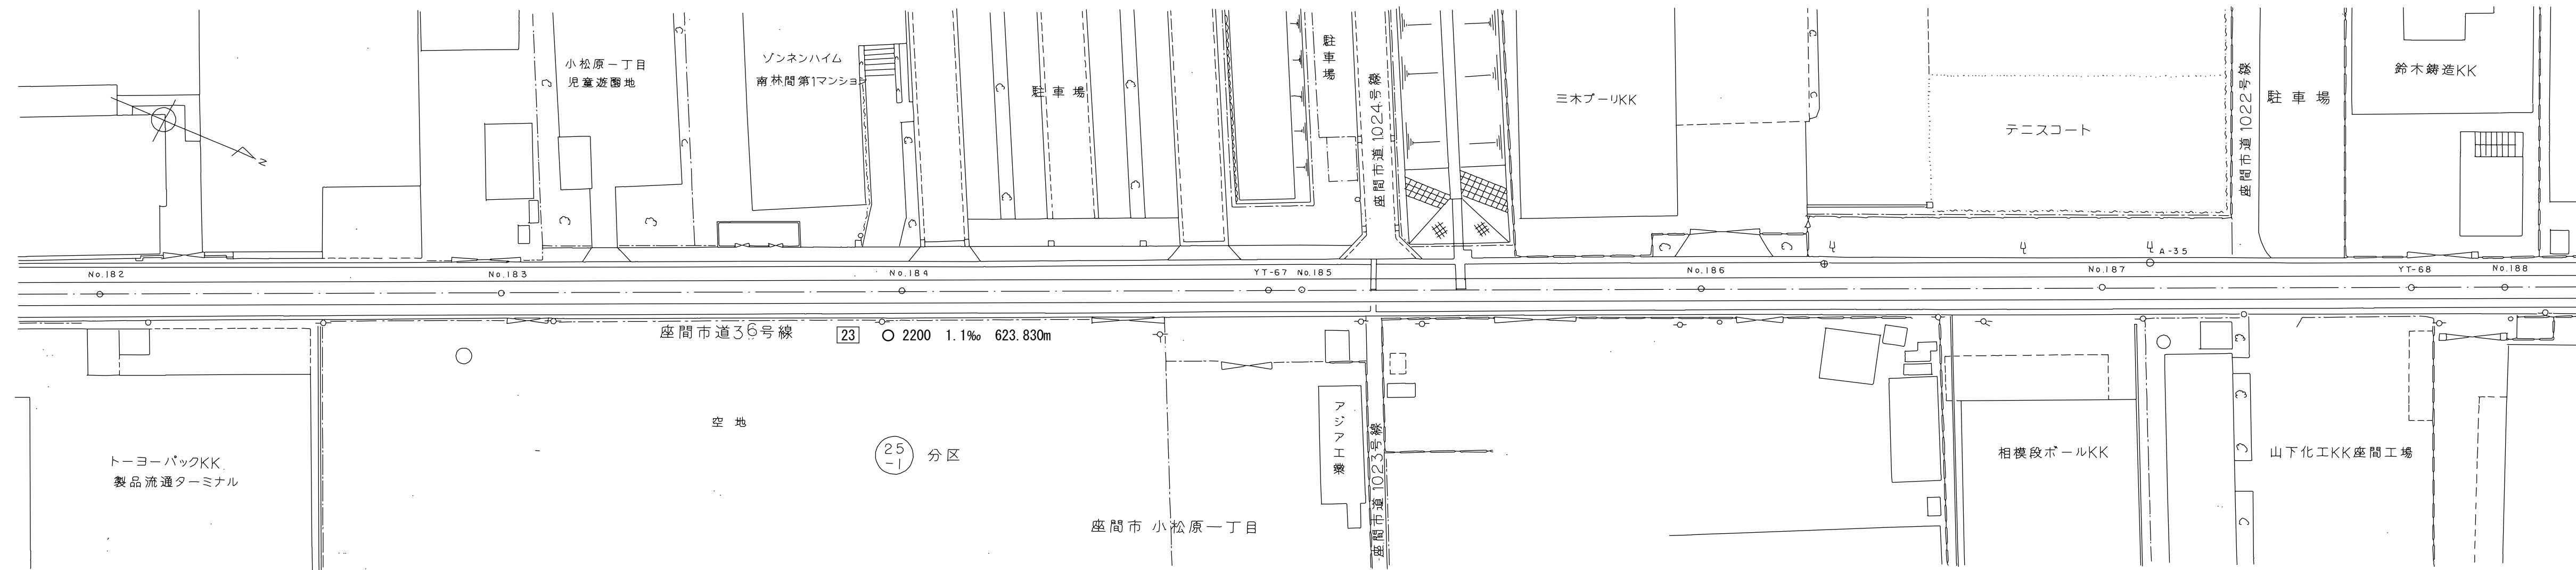 小松原一丁目
児童遊園地
ゾンネンハイム
南林間第1マンション
駐車場
駐車場
座間市道1024号線
三木プーリKK
テニスコート
座間市道1022号線
駐車場
鈴木鋳造KK
N
A-35
No.182
No.183
No.184
YT-67 No.185
No.186
No.187
YT-68 No.188
座間市道36号線
23 ○ 2200 1.1‰ 623.830m
空地
25
-1
分区
アジア工業
座間市道1023号線
トーヨーパックKK
製品流通ターミナル
相模段ボールKK
山下化工KK座間工場
座間市 小松原一丁目